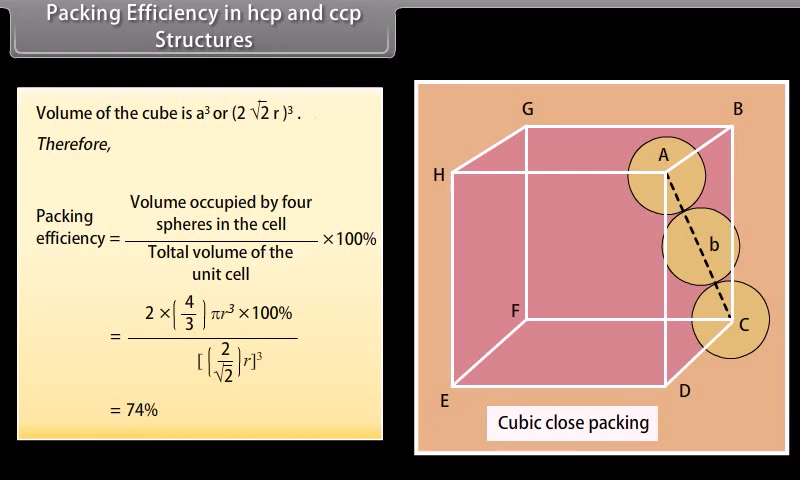 Packing Efficiency in hcp and ccp
Structures
Volume of the cube is a³ or (2 √2 r )³ .
Therefore,
Packing efficiency = Volume occupied by four spheres in the cell / Toltal volume of the unit cell ×100%
= 2 ×(4/3) πr³ ×100% / [ (2/√2)r]³
= 74%
G
B
A
H
b
F
C
E
D
Cubic close packing